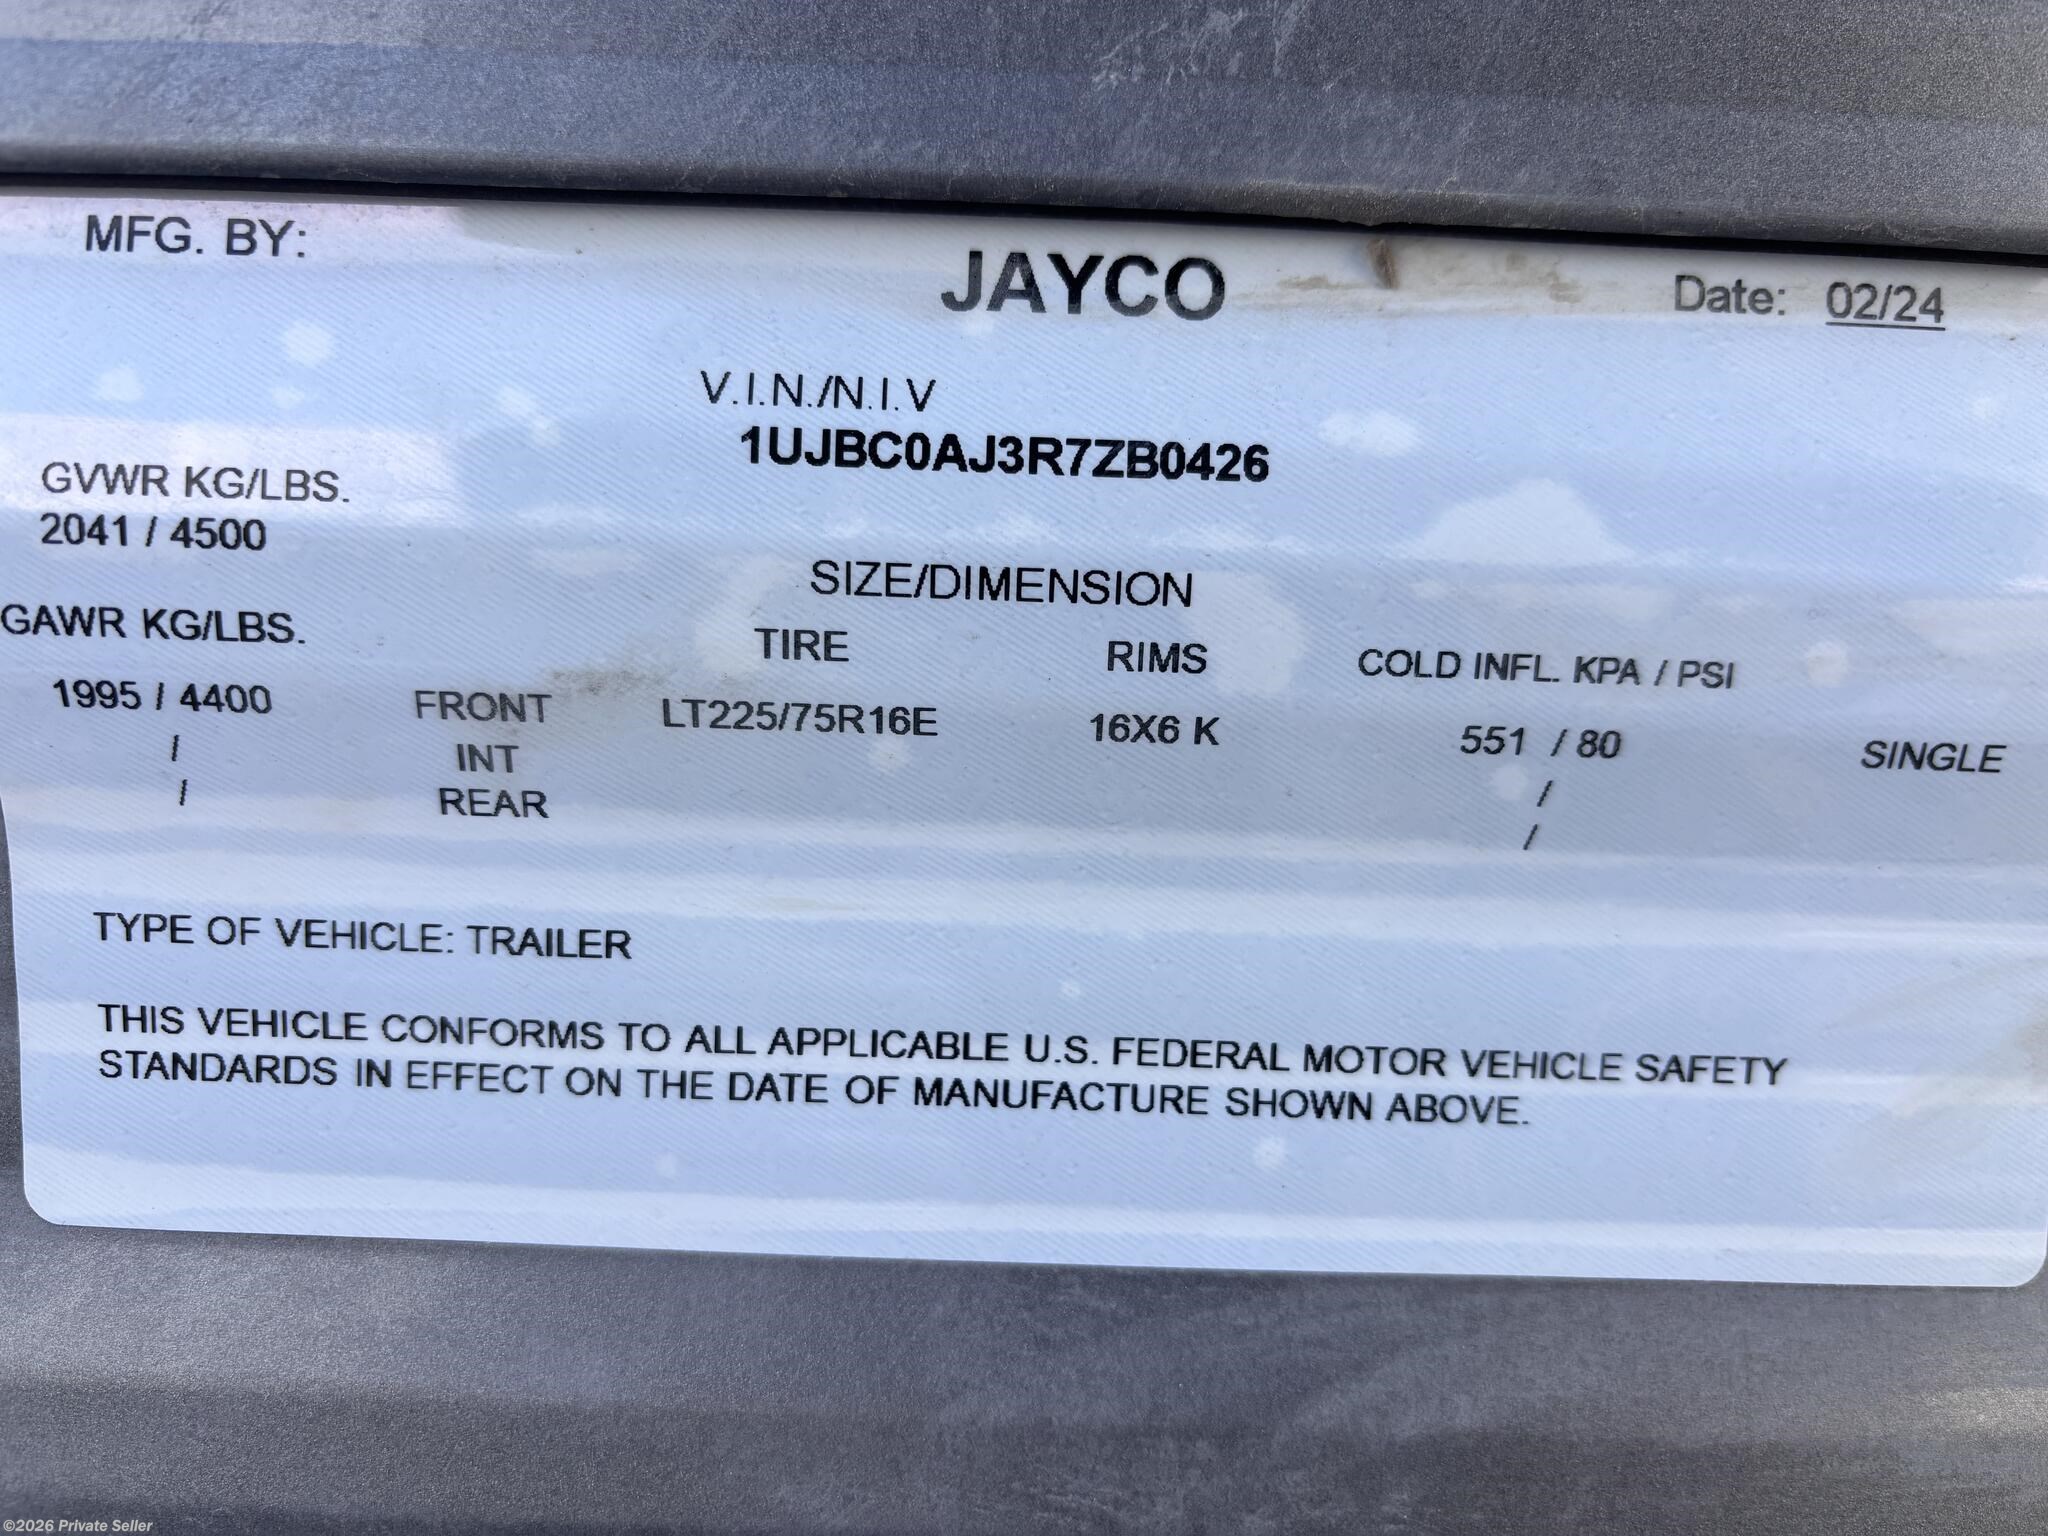 MFG. BY:
JAYCO
Date: 02/24
V.I.N./N.I.V
1UJBC0AJ3R7ZB0426
GVWR KG/LBS.
2041 / 4500
SIZE/DIMENSION
GAWR KG/LBS. TIRE RIMS COLD INFL. KPA / PSI
1995 / 4400 FRONT LT225/75R16E 16X6 K 551 / 80 SINGLE
/ INT /
/ REAR /
TYPE OF VEHICLE: TRAILER
THIS VEHICLE CONFORMS TO ALL APPLICABLE U.S. FEDERAL MOTOR VEHICLE SAFETY
STANDARDS IN EFFECT ON THE DATE OF MANUFACTURE SHOWN ABOVE.
©2026 Private Seller